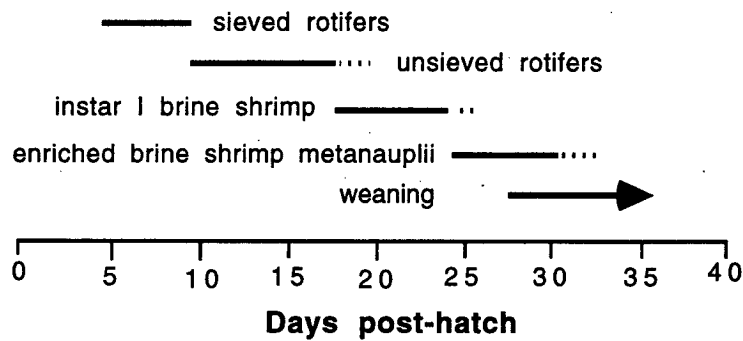 sieved rotifers
unsieved rotifers
instar I brine shrimp
enriched brine shrimp metanauplii
weaning
0 5 10 15 20 25 30 35 40
Days post-hatch